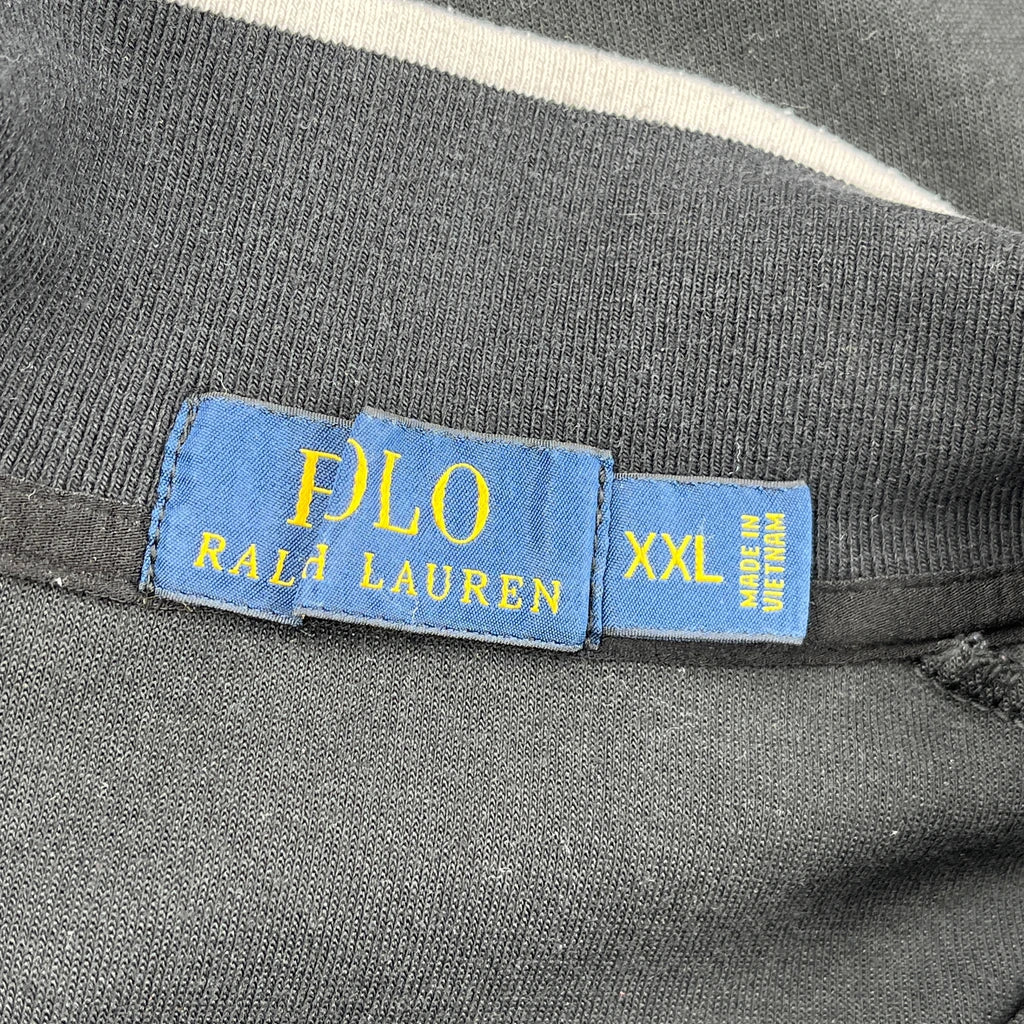 POLO
RALPH LAUREN
XXL
MADE IN
VIETNAM